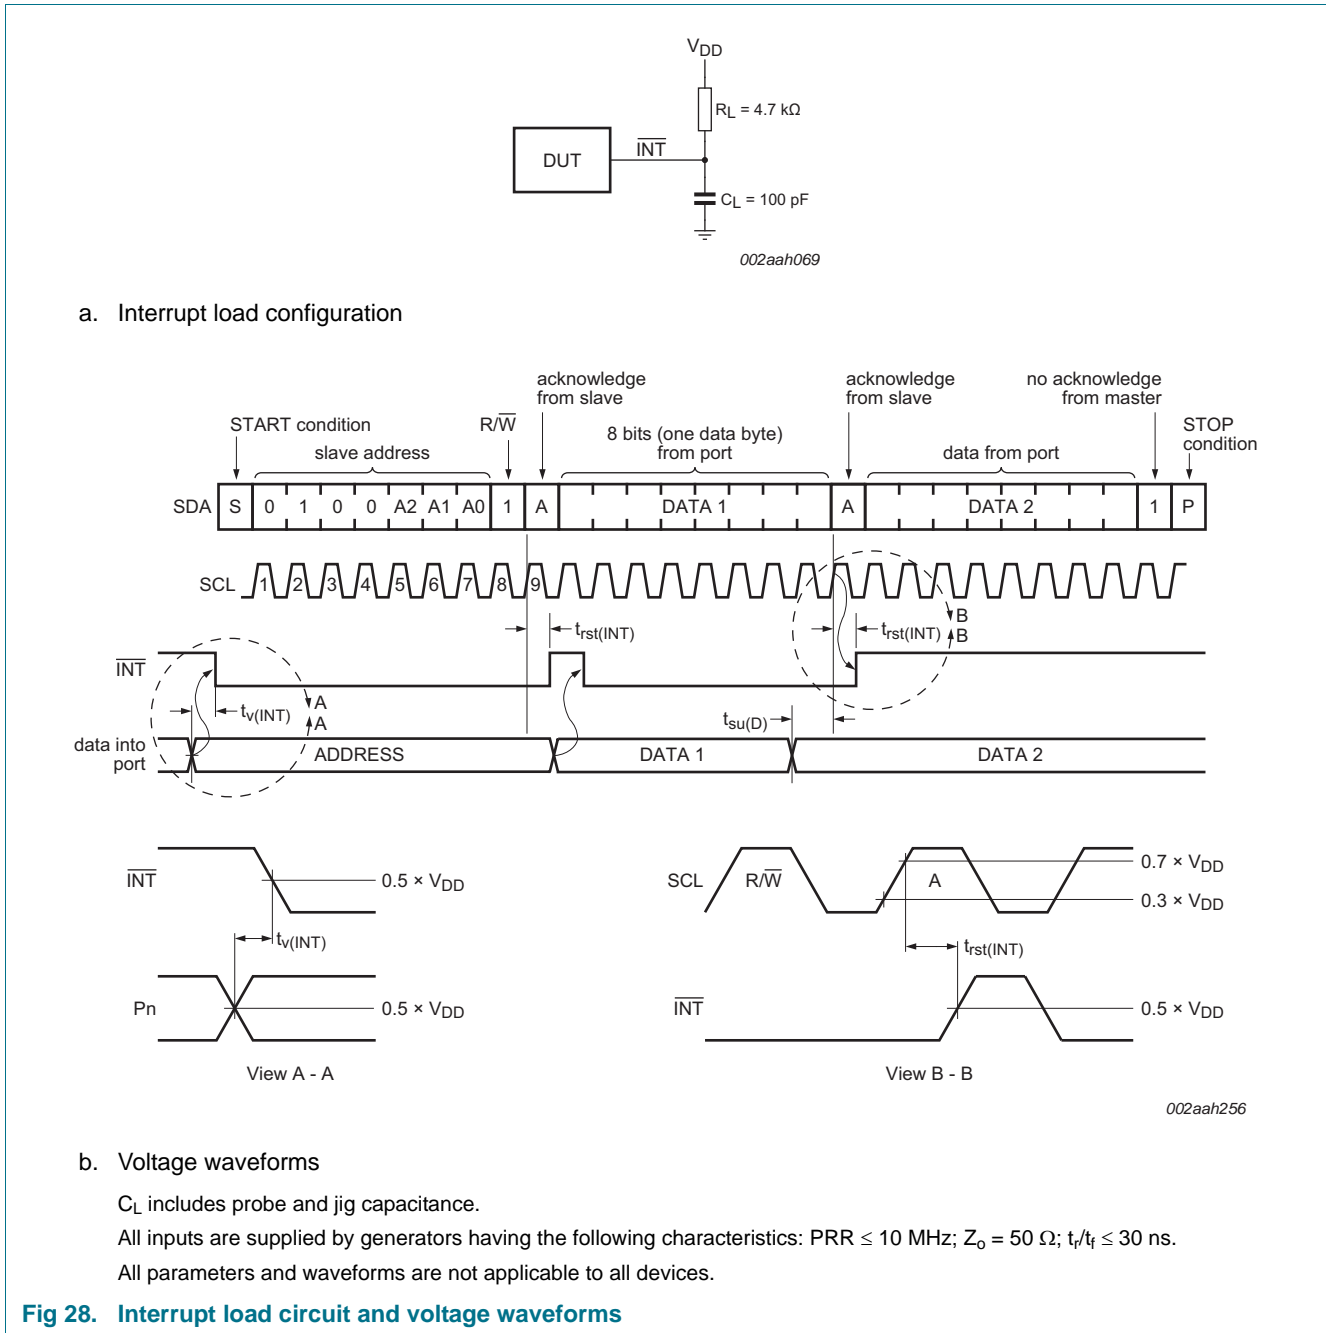 VDD
RL = 4.7 kΩ
DUT
INT
CL = 100 pF
002aah069
a. Interrupt load configuration
acknowledge
from slave
acknowledge
from slave
no acknowledge
from master
START condition
R/W
slave address
8 bits (one data byte)
from port
data from port
STOP
condition
SDA S 0 1 0 0 A2 A1 A0 1 A DATA 1 A DATA 2 1 P
SCL 1 2 3 4 5 6 7 8 9
trst(INT)
trst(INT)
B
B
INT
tv(INT)
A
A
tsu(D)
data into
port
ADDRESS DATA 1 DATA 2
INT
0.5 × VDD
tv(INT)
Pn
0.5 × VDD
View A - A
SCL R/W A
0.7 × VDD
0.3 × VDD
trst(INT)
INT
0.5 × VDD
View B - B
002aah256
b. Voltage waveforms
CL includes probe and jig capacitance.
All inputs are supplied by generators having the following characteristics: PRR ≤ 10 MHz; Zo = 50 Ω; tr/tf ≤ 30 ns.
All parameters and waveforms are not applicable to all devices.
Fig 28. Interrupt load circuit and voltage waveforms